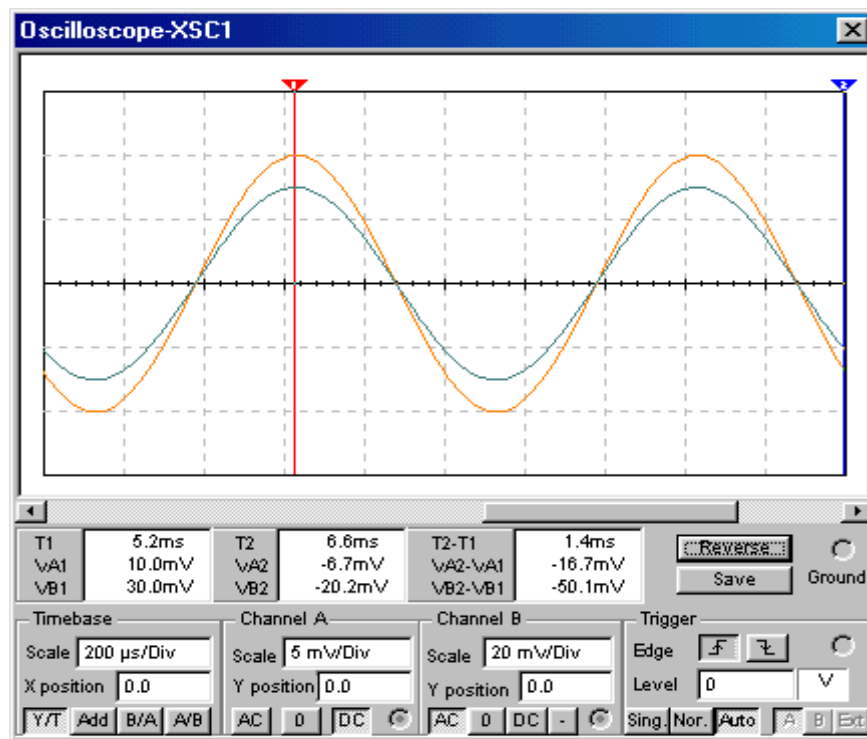 Oscilloscope-XSC1
1 2
T1 5.2ms T2 6.6ms T2-T1 1.4ms Reverse
VA1 10.0mV VA2 -6.7mV VA2-VA1 -16.7mV
VB1 30.0mV VB2 -20.2mV VB2-VB1 -50.1mV Save Ground
Timebase Channel A Channel B Trigger
Scale 200 µs/Div Scale 5 mV/Div Scale 20 mV/Div Edge
X position 0.0 Y position 0.0 Y position 0.0 Level 0 V
Y/T Add B/A A/B AC 0 DC AC 0 DC - Sing. Nor. Auto A B Ext